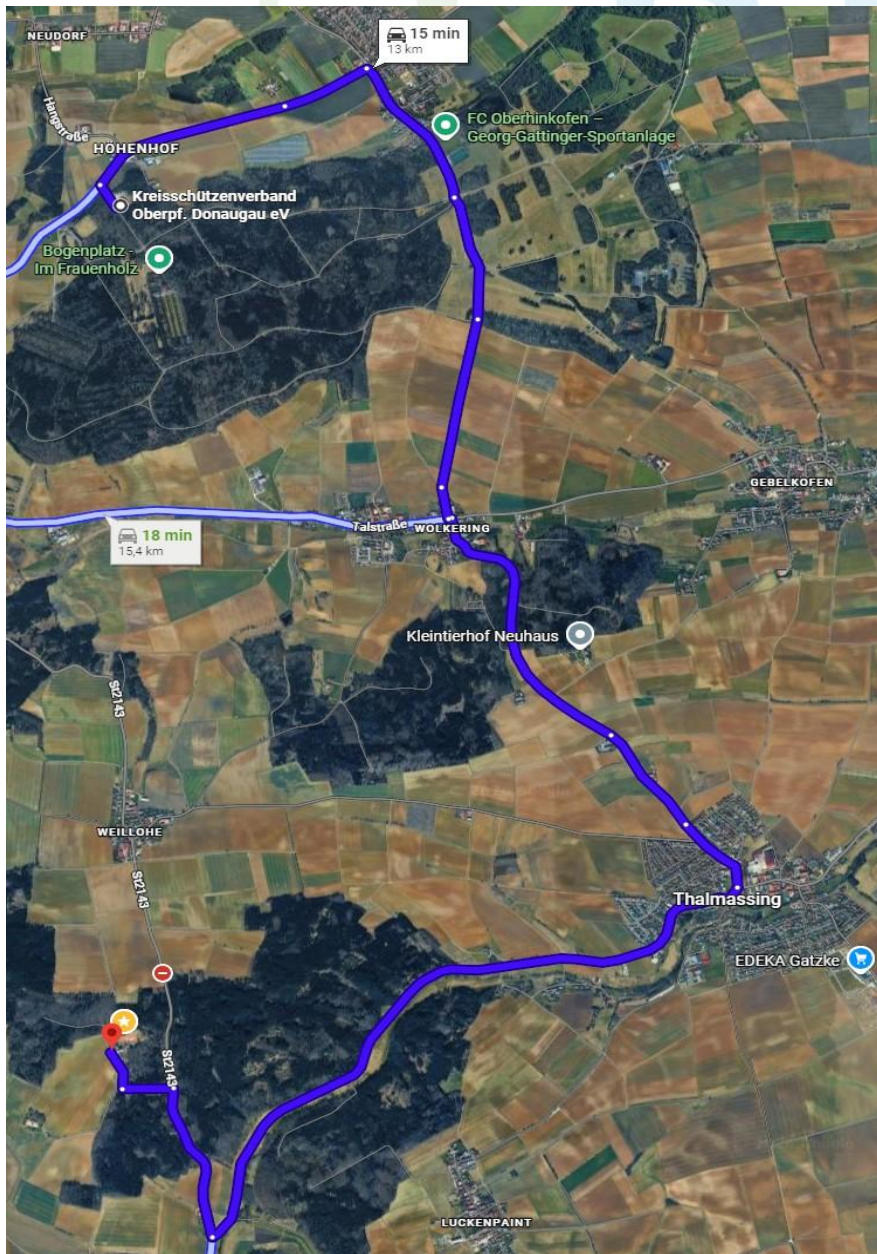 NEUDORF
15 min
13 km
Hangstraße
FC Oberhinkofen –
Georg-Gattinger-Sportanlage
HÖHENHOF
Kreisschützenverband
Oberpf. Donaugau eV
Bogenplatz -
Im Frauenholz
GEBELKOFEN
Talstraße
WOLKERING
18 min
15,4 km
Kleintierhof Neuhaus
St2143
WEILLOHE
St2143
Thalmassing
EDEKA Gatzke
St2143
LUCKENPAINT